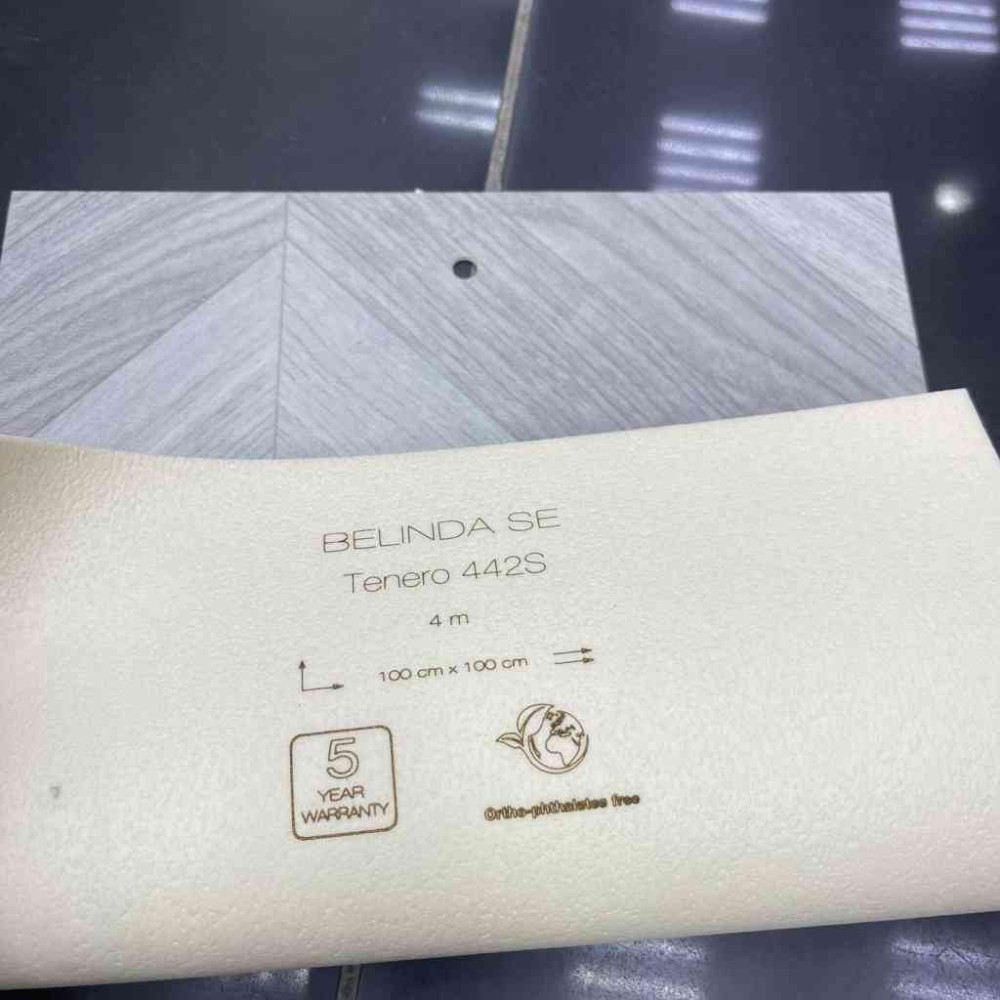 BELINDA SE
Tenero 442S
4 m
100 cm x 100 cm
5
YEAR
WARRANTY
Ortho-phthalates free